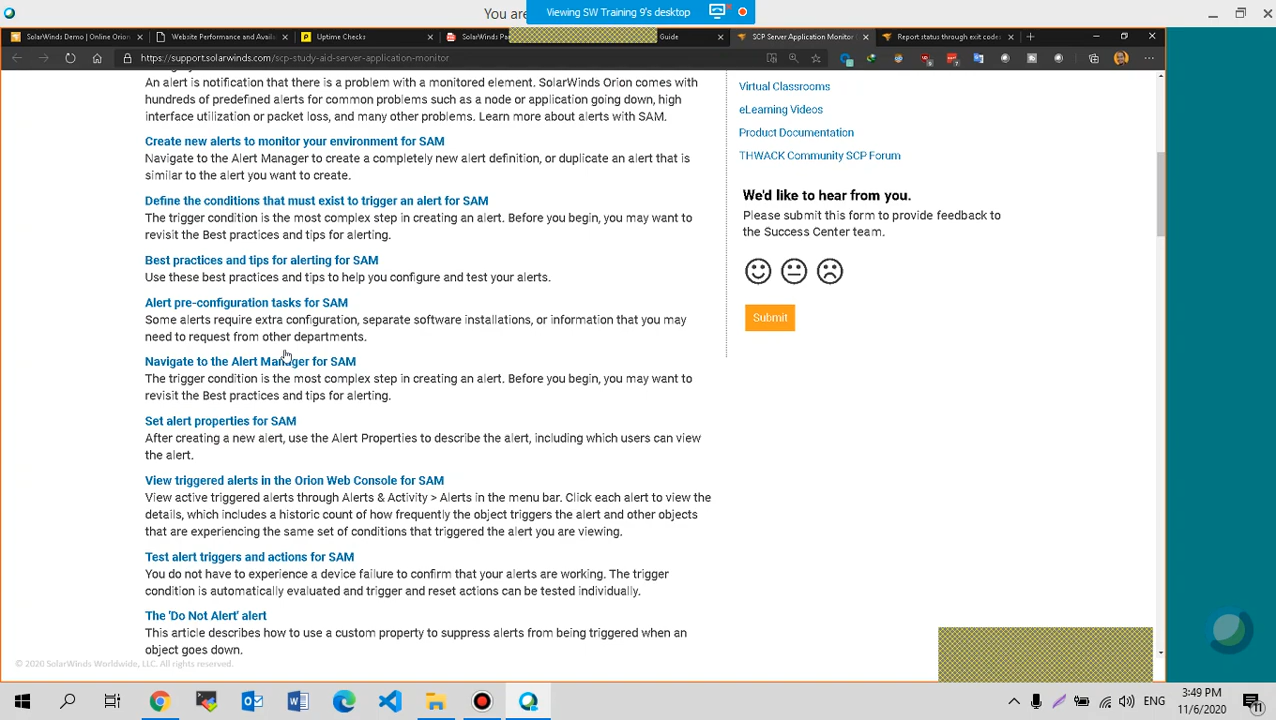 You are
Viewing SW Training 9's desktop
SolarWinds Demo | Online Orion
Website Performance and Availa
Uptime Checks
SolarWinds Pa
Guide
SCP Server Application Monitor
Report status through exit codes
https://support.solarwinds.com/scp-study-aid-server-application-monitor
An alert is notification that there is a problem with a monitored element. SolarWinds Orion comes with
hundreds of predefined alerts for common problems such as a node or application going down, high
interface utilization or packet loss, and many other problems. Learn more about alerts with SAM.
Create new alerts to monitor your environment for SAM
Navigate to the Alert Manager to create a completely new alert definition, or duplicate an alert that is
similar to the alert you want to create.
Define the conditions that must exist to trigger an alert for SAM
The trigger condition is the most complex step in creating an alert. Before you begin, you may want to
revisit the Best practices and tips for alerting.
Best practices and tips for alerting for SAM
Use these best practices and tips to help you configure and test your alerts.
Alert pre-configuration tasks for SAM
Some alerts require extra configuration, separate software installations, or information that you may
need to request from other departments.
Navigate to the Alert Manager for SAM
The trigger condition is the most complex step in creating an alert. Before you begin, you may want to
revisit the Best practices and tips for alerting.
Set alert properties for SAM
After creating a new alert, use the Alert Properties to describe the alert, including which users can view
the alert.
View triggered alerts in the Orion Web Console for SAM
View active triggered alerts through Alerts & Activity > Alerts in the menu bar. Click each alert to view the
details, which includes a historic count of how frequently the object triggers the alert and other objects
that are experiencing the same set of conditions that triggered the alert you are viewing.
Test alert triggers and actions for SAM
You do not have to experience a device failure to confirm that your alerts are working. The trigger
condition is automatically evaluated and trigger and reset actions can be tested individually.
The 'Do Not Alert' alert
This article describes how to use a custom property to suppress alerts from being triggered when an
object goes down.
Virtual Classrooms
eLearning Videos
Product Documentation
THWACK Community SCP Forum
We'd like to hear from you.
Please submit this form to provide feedback to
the Success Center team.
Submit
© 2020 SolarWinds Worldwide, LLC. All rights reserved.
ENG
3:49 PM
11/6/2020